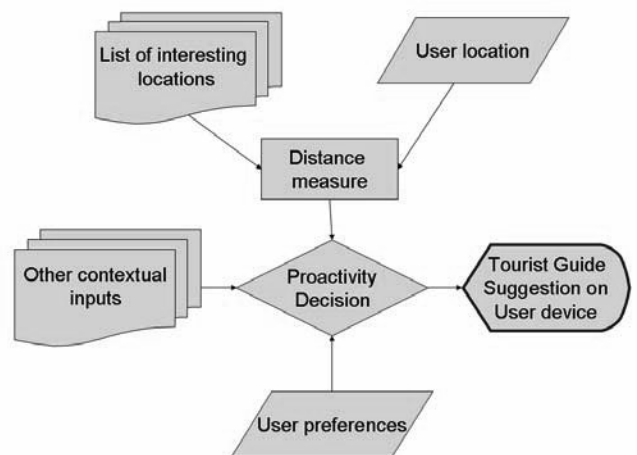 List of interesting
locations
User location
Distance
measure
Other contextual
inputs
Proactivity
Decision
Tourist Guide
Suggestion on
User device
User preferences